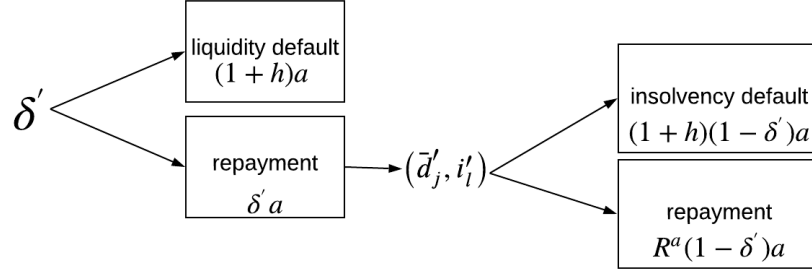 δ′
liquidity default
(1 + h)a
repayment
δ′a
(d̄′ⱼ, i′ₗ)
insolvency default
(1 + h)(1 − δ′)a
repayment
Rᵃ(1 − δ′)a